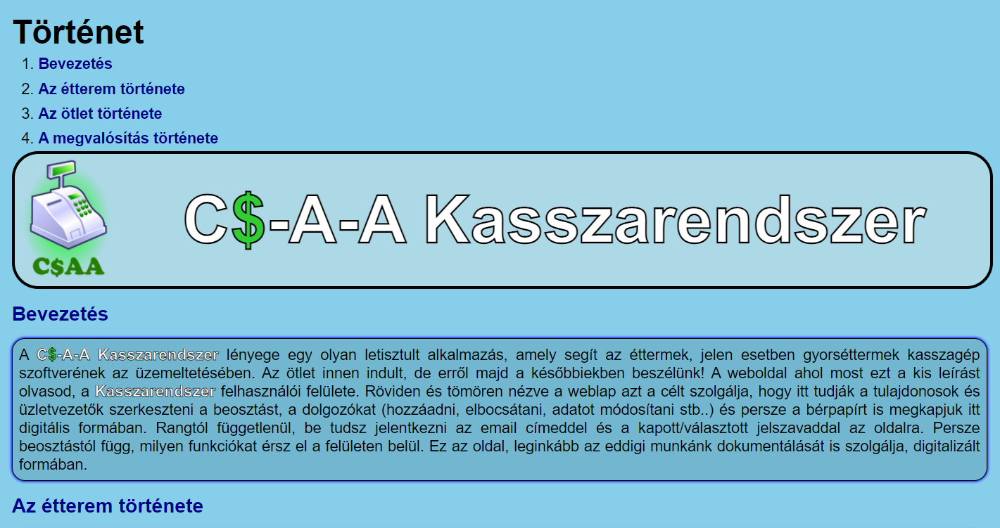 Történet
1. Bevezetés
2. Az étterem története
3. Az ötlet története
4. A megvalósítás története
C$-A-A Kasszarendszer
C$AA
Bevezetés
A C$-A-A Kasszarendszer lényege egy olyan letisztult alkalmazás, amely segít az éttermek, jelen esetben gyorséttermek kasszagép
szoftverének az üzemeltetésében. Az ötlet innen indult, de erről majd a későbbiekben beszélünk! A weboldal ahol most ezt a kis leírást
olvasod, a Kasszarendszer felhasználói felülete. Röviden és tömören nézve a weblap azt a célt szolgálja, hogy itt tudják a tulajdonosok és
üzletvezetők szerkeszteni a beosztást, a dolgozókat (hozzáadni, elbocsátani, adatot módosítani stb..) és persze a bérpapírt is megkapjuk itt
digitális formában. Rangtól függetlenül, be tudsz jelentkezni az email címeddel és a kapott/választott jelszavaddal az oldalra. Persze
beosztástól függ, milyen funkciókat érsz el a felületen belül. Ez az oldal, leginkább az eddigi munkánk dokumentálását is szolgálja, digitalizált
formában.
Az étterem története